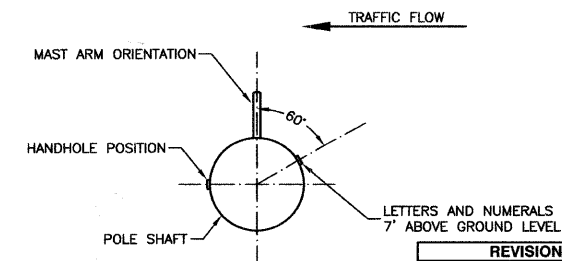 TRAFFIC FLOW
MAST ARM ORIENTATION
60°
HANDHOLE POSITION
LETTERS AND NUMERALS
7' ABOVE GROUND LEVEL
POLE SHAFT
REVISION